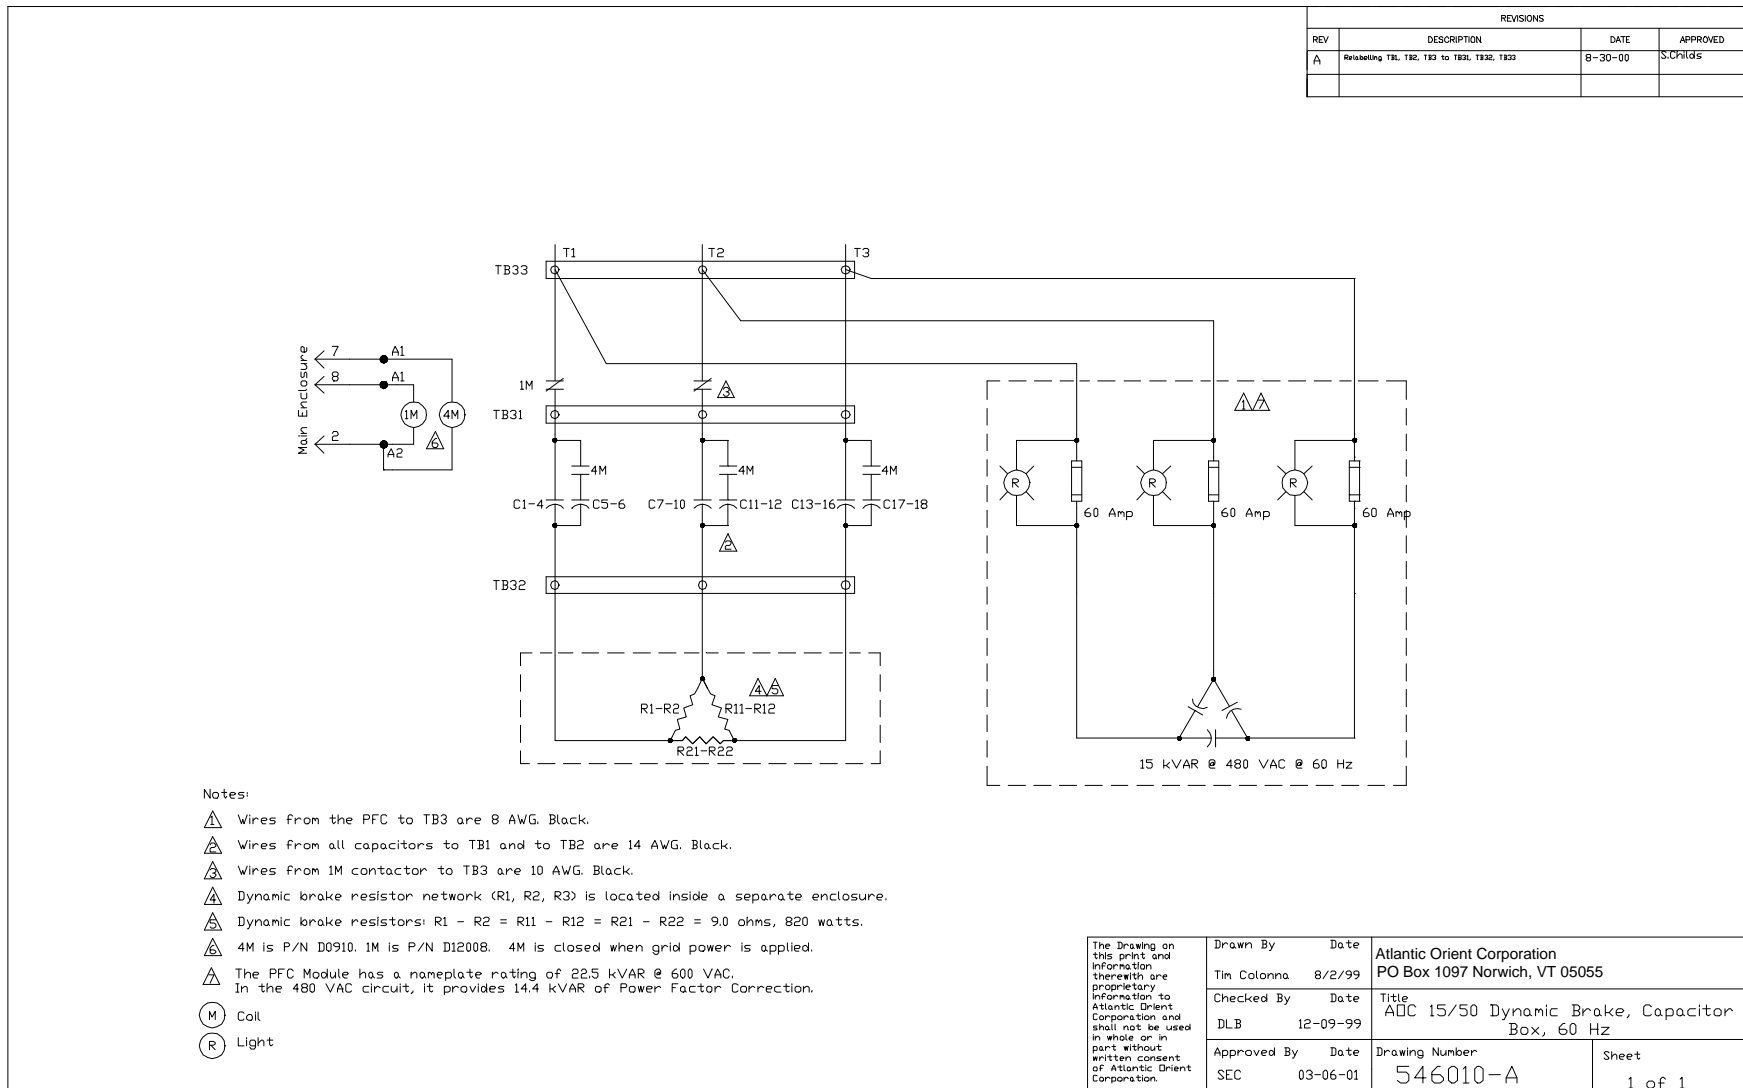 REVISIONS
REV DESCRIPTION DATE APPROVED
A Relabelling TB1, TB2, TB3 to TB31, TB32, TB33 8-30-00 S.Childs
T1 T2 T3
TB33
Main Enclosure
7 A1
8 A1
1M 4M
2 A2
6
1M
3
TB31
1 7
4M 4M 4M
C1-4 C5-6 C7-10 C11-12 C13-16 C17-18
2
R R R
60 Amp 60 Amp 60 Amp
TB32
4 5
R1-R2 R11-R12
R21-R22
15 kVAR @ 480 VAC @ 60 Hz
Notes:
1 Wires from the PFC to TB3 are 8 AWG. Black.
2 Wires from all capacitors to TB1 and to TB2 are 14 AWG. Black.
3 Wires from 1M contactor to TB3 are 10 AWG. Black.
4 Dynamic brake resistor network (R1, R2, R3) is located inside a separate enclosure.
5 Dynamic brake resistors: R1 - R2 = R11 - R12 = R21 - R22 = 9.0 ohms, 820 watts.
6 4M is P/N D0910. 1M is P/N D12008. 4M is closed when grid power is applied.
7 The PFC Module has a nameplate rating of 22.5 kVAR @ 600 VAC.
In the 480 VAC circuit, it provides 14.4 kVAR of Power Factor Correction.
M Coil
R Light
The Drawing on
this print and
information
therewith are
proprietary
information to
Atlantic Orient
Corporation and
shall not be used
in whole or in
part without
written consent
of Atlantic Orient
Corporation.
Drawn By Date
Tim Colonna 8/2/99
Checked By Date
DLB 12-09-99
Approved By Date
SEC 03-06-01
Atlantic Orient Corporation
PO Box 1097 Norwich, VT 05055
Title
AOC 15/50 Dynamic Brake, Capacitor
Box, 60 Hz
Drawing Number
546010-A
Sheet
1 of 1